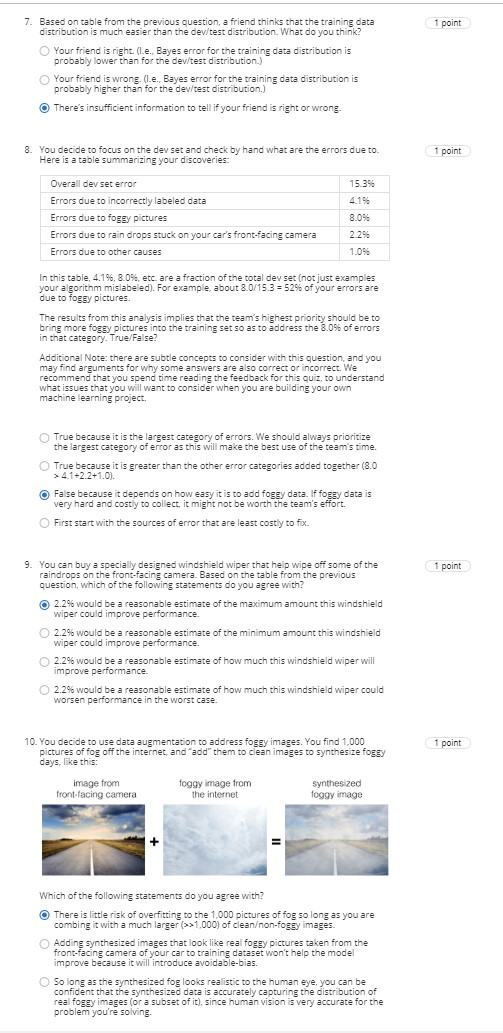 7. Based on table from the previous question, a friend thinks that the training data
distribution is much easier than the dev/test distribution. What do you think?
1 point
Your friend is right. (I.e., Bayes error for the training data distribution is
probably lower than for the dev/test distribution.)
Your friend is wrong. (I.e., Bayes error for the training data distribution is
probably higher than for the dev/test distribution.)
There's insufficient information to tell if your friend is right or wrong.
8. You decide to focus on the dev set and check by hand what are the errors due to.
Here is a table summarizing your discoveries:
1 point
Overall dev set error 15.3%
Errors due to incorrectly labeled data 4.1%
Errors due to foggy pictures 8.0%
Errors due to rain drops stuck on your car's front-facing camera 2.2%
Errors due to other causes 1.0%
In this table, 4.1%, 8.0%, etc. are a fraction of the total dev set (not just examples
your algorithm mislabeled). For example, about 8.0/15.3 = 52% of your errors are
due to foggy pictures.
The results from this analysis implies that the team's highest priority should be to
bring more foggy pictures into the training set so as to address the 8.0% of errors
in that category. True/False?
Additional Note: there are subtle concepts to consider with this question, and you
may find arguments for why some answers are also correct or incorrect. We
recommend that you spend time reading the feedback for this quiz, to understand
what issues that you will want to consider when you are building your own
machine learning project.
True because it is the largest category of errors. We should always prioritize
the largest category of error as this will make the best use of the team's time.
True because it is greater than the other error categories added together (8.0
> 4.1+2.2+1.0).
False because it depends on how easy it is to add foggy data. If foggy data is
very hard and costly to collect, it might not be worth the team's effort.
First start with the sources of error that are least costly to fix.
9. You can buy a specially designed windshield wiper that help wipe off some of the
raindrops on the front-facing camera. Based on the table from the previous
question, which of the following statements do you agree with?
1 point
2.2% would be a reasonable estimate of the maximum amount this windshield
wiper could improve performance.
2.2% would be a reasonable estimate of the minimum amount this windshield
wiper could improve performance.
2.2% would be a reasonable estimate of how much this windshield wiper will
improve performance.
2.2% would be a reasonable estimate of how much this windshield wiper could
worsen performance in the worst case.
10. You decide to use data augmentation to address foggy images. You find 1,000
pictures of fog off the internet, and "add" them to clean images to synthesize foggy
days, like this:
1 point
image from
front-facing camera
foggy image from
the internet
synthesized
foggy image
+
=
Which of the following statements do you agree with?
There is little risk of overfitting to the 1,000 pictures of fog so long as you are
combing it with a much larger (>>1,000) of clean/non-foggy images.
Adding synthesized images that look like real foggy pictures taken from the
front-facing camera of your car to training dataset won't help the model
improve because it will introduce avoidable-bias.
So long as the synthesized fog looks realistic to the human eye, you can be
confident that the synthesized data is accurately capturing the distribution of
real foggy images (or a subset of it), since human vision is very accurate for the
problem you're solving.